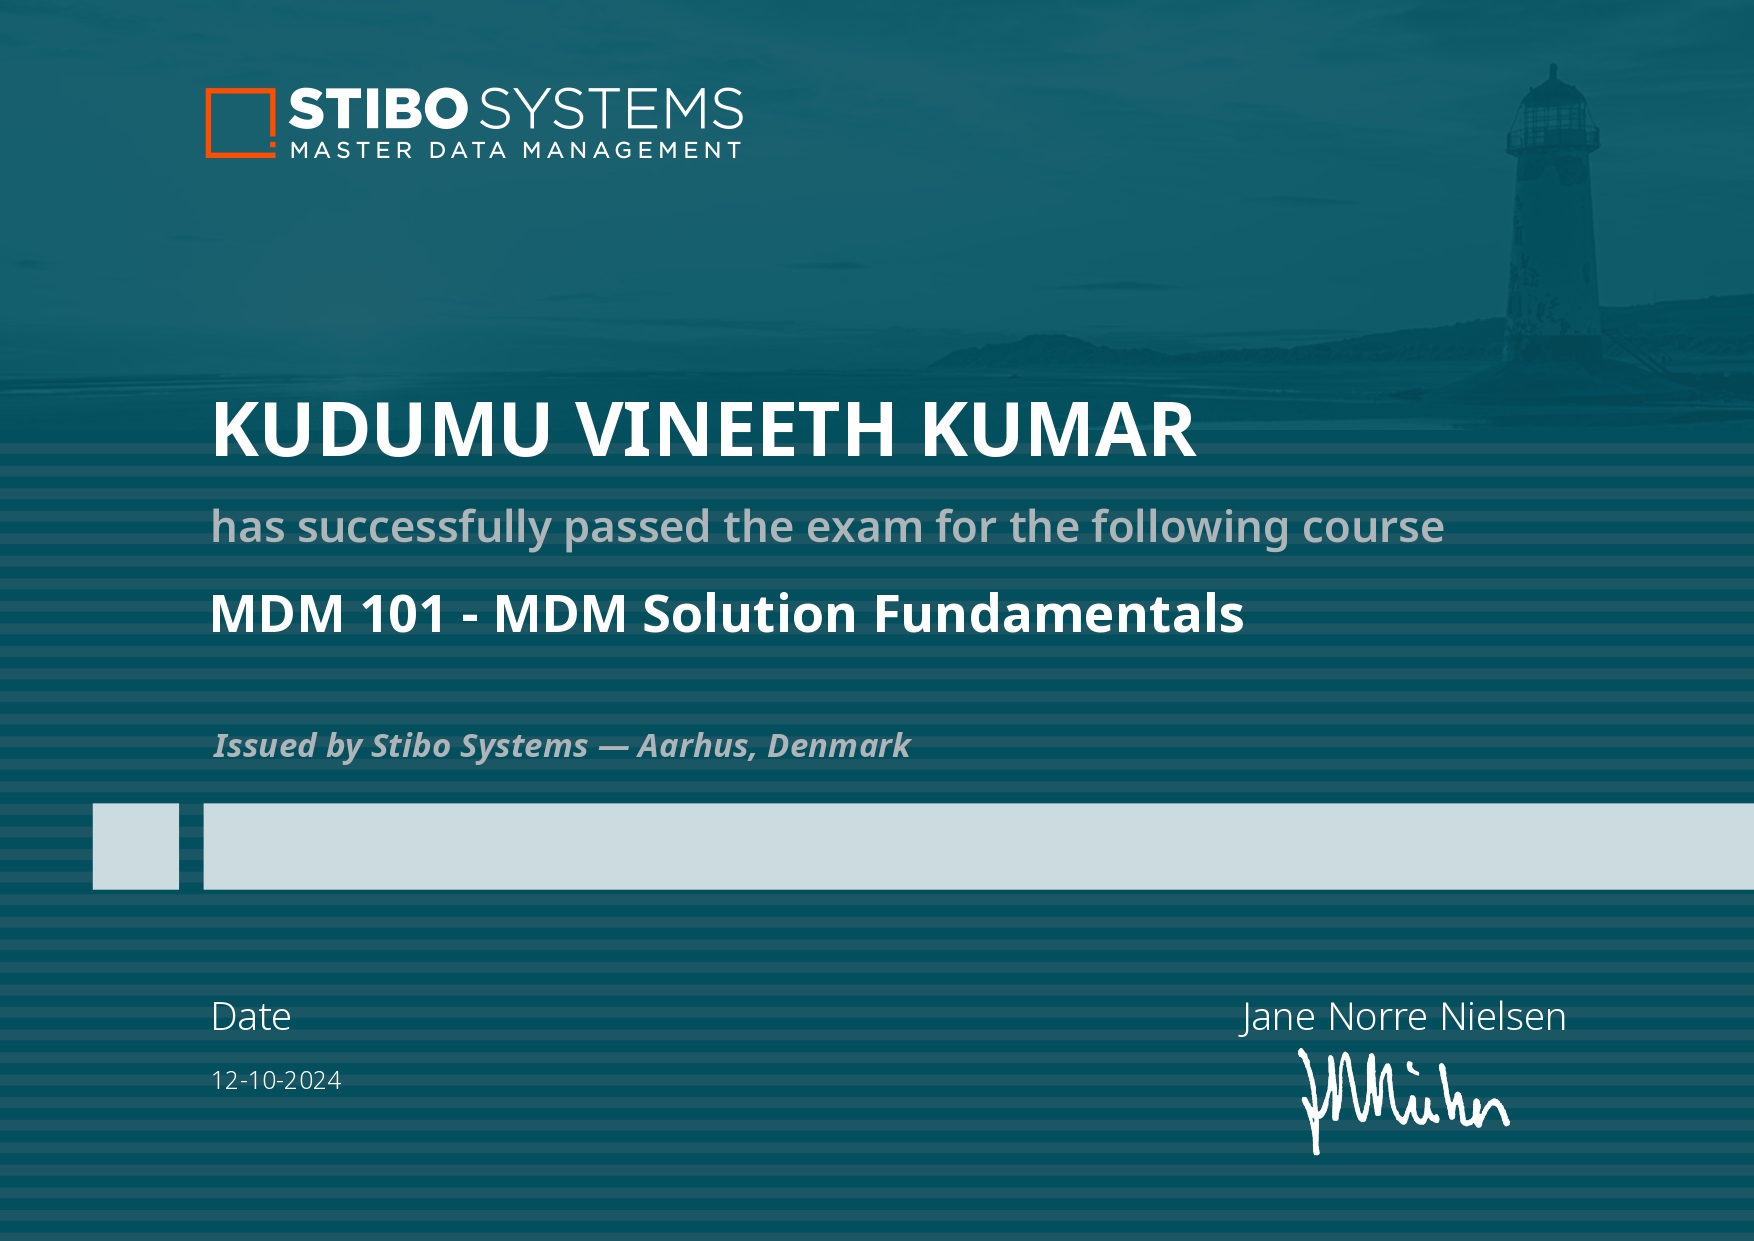 STIBO SYSTEMS
MASTER DATA MANAGEMENT
KUDUMU VINEETH KUMAR
has successfully passed the exam for the following course
MDM 101 - MDM Solution Fundamentals
Issued by Stibo Systems — Aarhus, Denmark
Date
Jane Norre Nielsen
12-10-2024